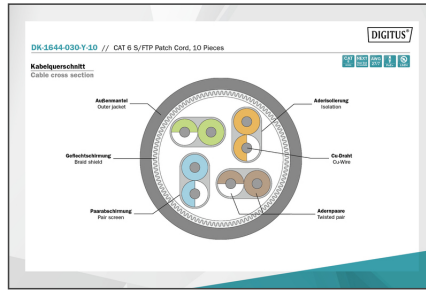 DIGITUS®
DK-1644-030-Y-10 // CAT 6 S/FTP Patch Cord, 10 Pieces
Kabelquerschnitt
Cable cross section
Außenmantel
Outer jacket
Aderisolierung
Isolation
Geflechtschirmung
Braid shield
Cu-Draht
Cu-Wire
Paarabschirmung
Pair screen
Adernpaare
Twisted pair